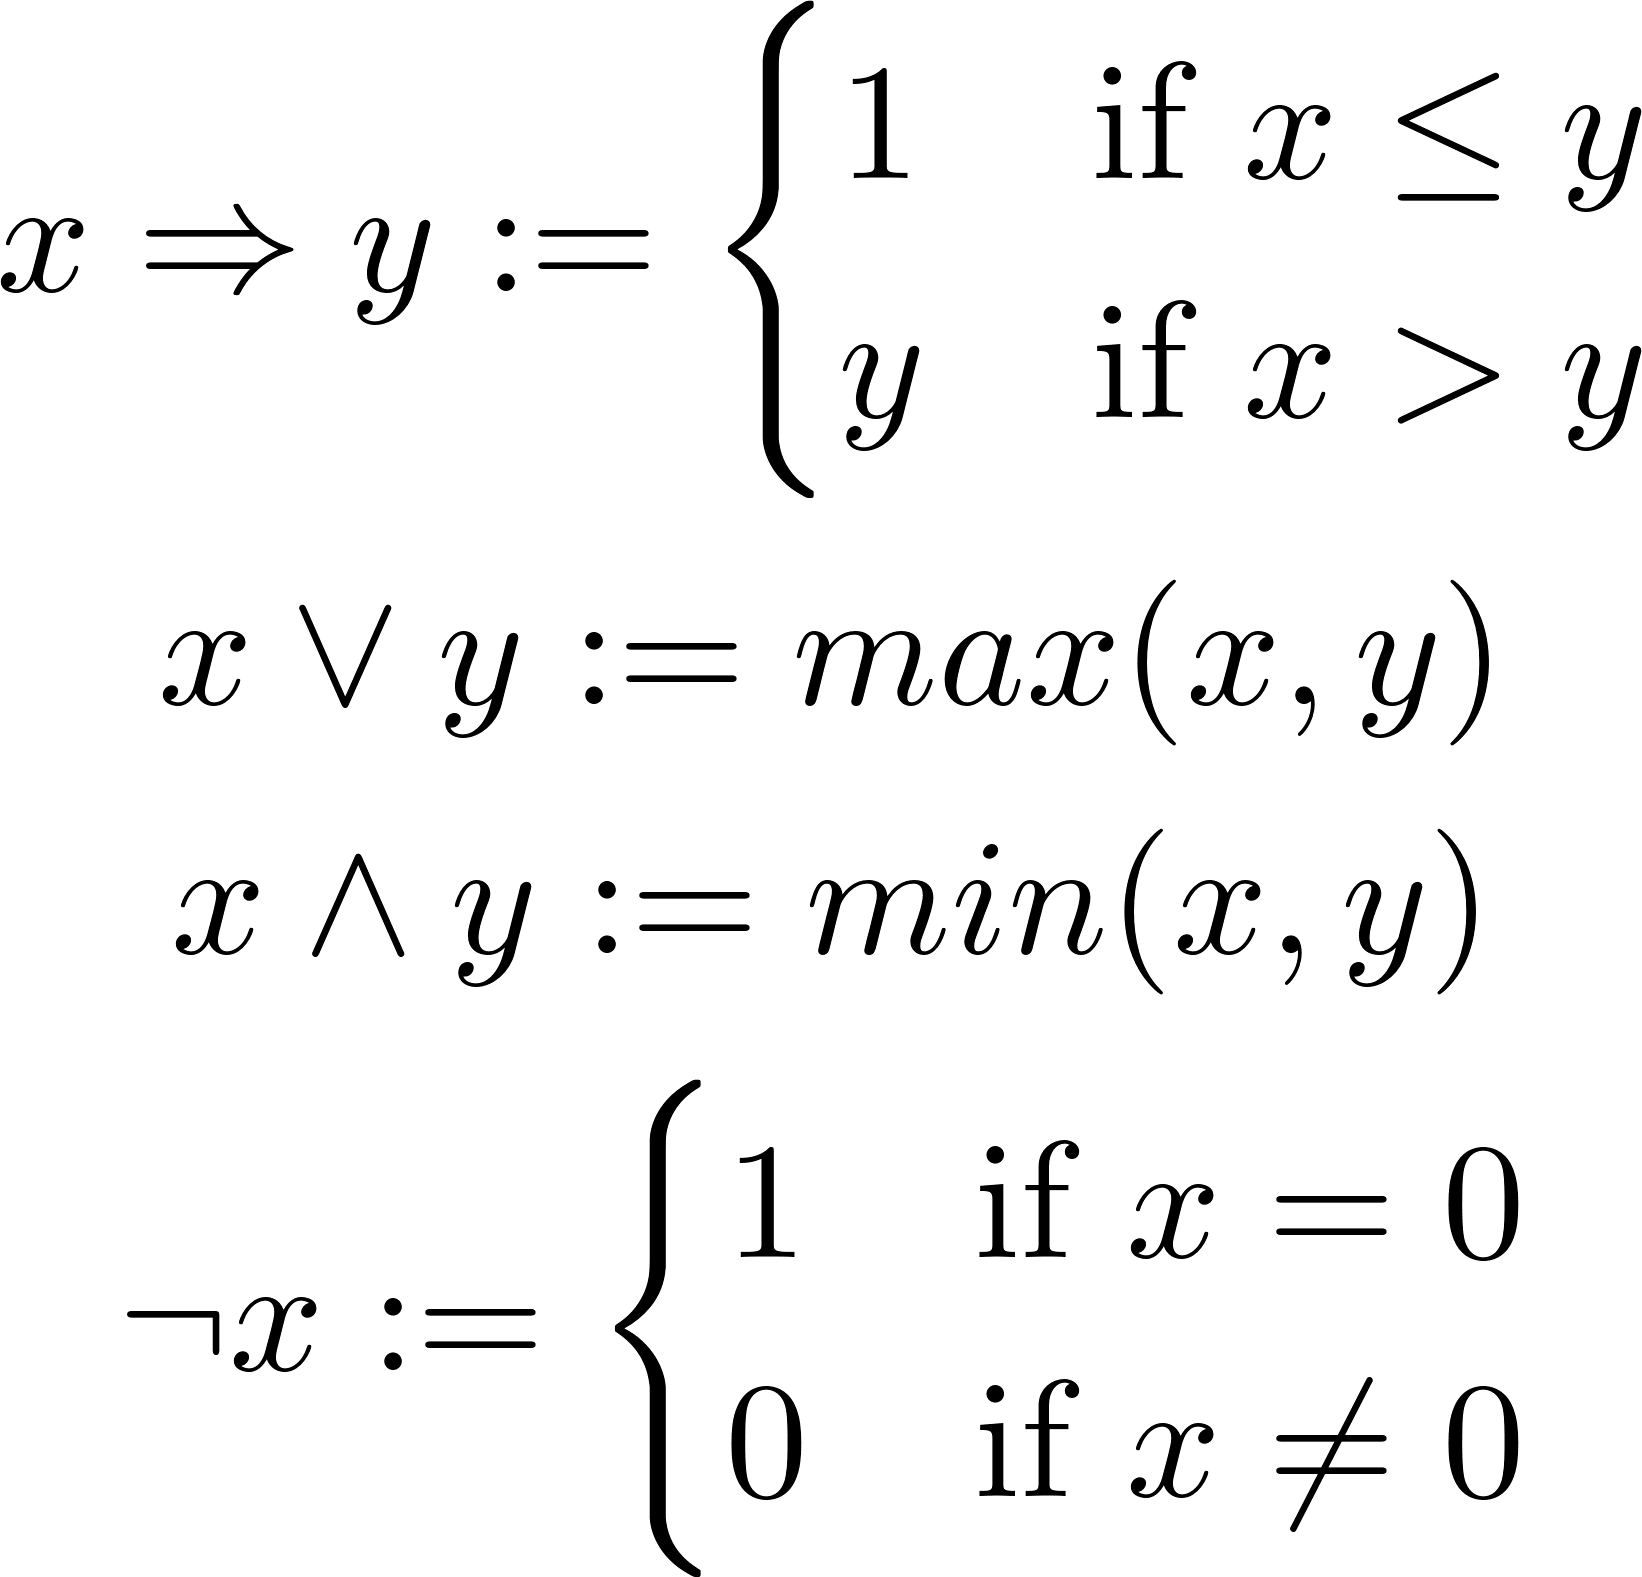 x ⇒ y := { 1 if x ≤ y
y if x > y
x ∨ y := max(x, y)
x ∧ y := min(x, y)
¬x := { 1 if x = 0
0 if x ≠ 0